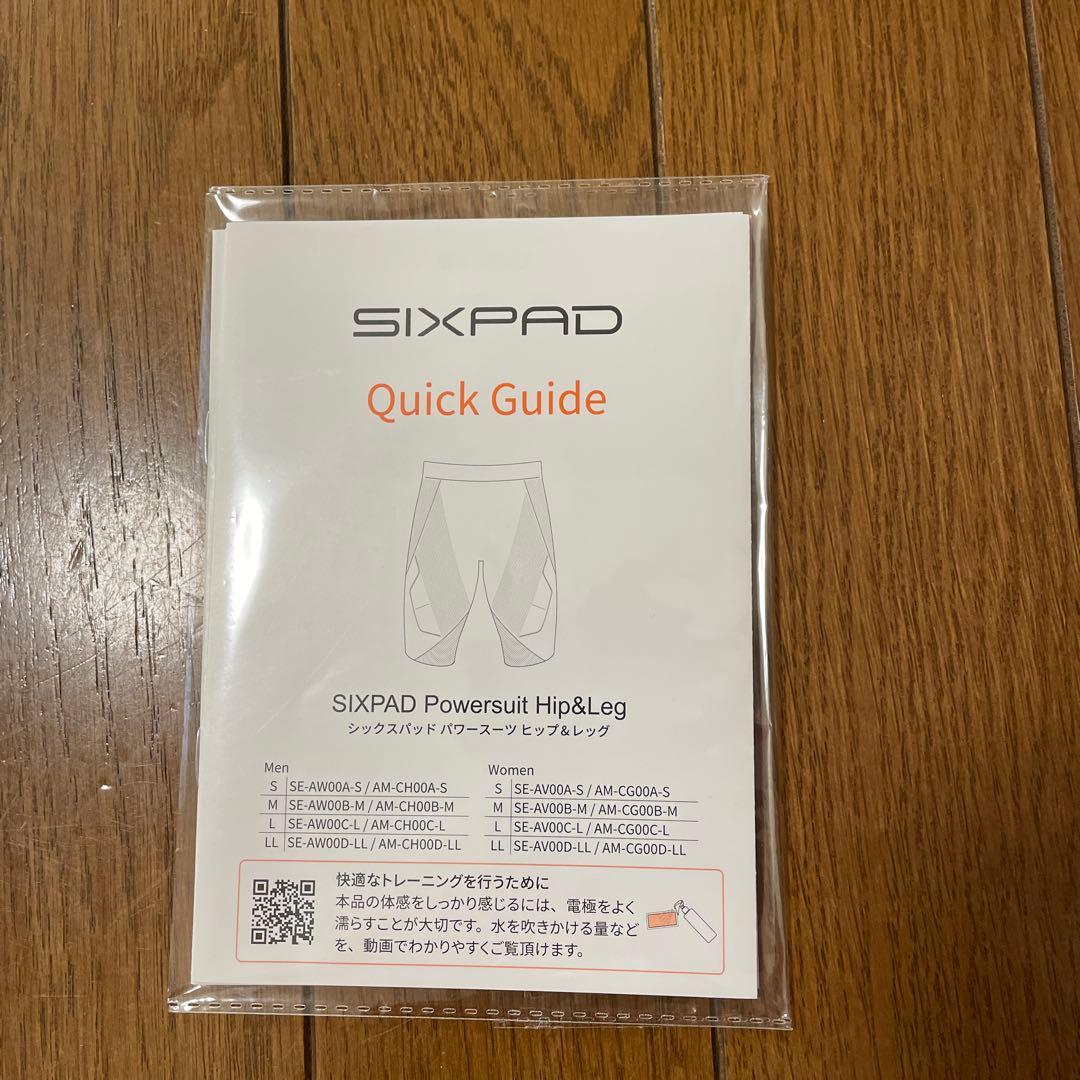 SIXPAD
Quick Guide
SIXPAD Powersuit Hip&Leg
シックスパッド パワースーツ ヒップ＆レッグ
Men
S SE-AW00A-S / AM-CH00A-S
M SE-AW00B-M / AM-CH00B-M
L SE-AW00C-L / AM-CH00C-L
LL SE-AW00D-LL / AM-CH00D-LL
Women
S SE-AV00A-S / AM-CG00A-S
M SE-AV00B-M / AM-CG00B-M
L SE-AV00C-L / AM-CG00C-L
LL SE-AV00D-LL / AM-CG00D-LL
快適なトレーニングを行うために
本品の体感をしっかり感じるには、電極をよく
濡らすことが大切です。水を吹きかける量など
を、動画でわかりやすくご覧頂けます。